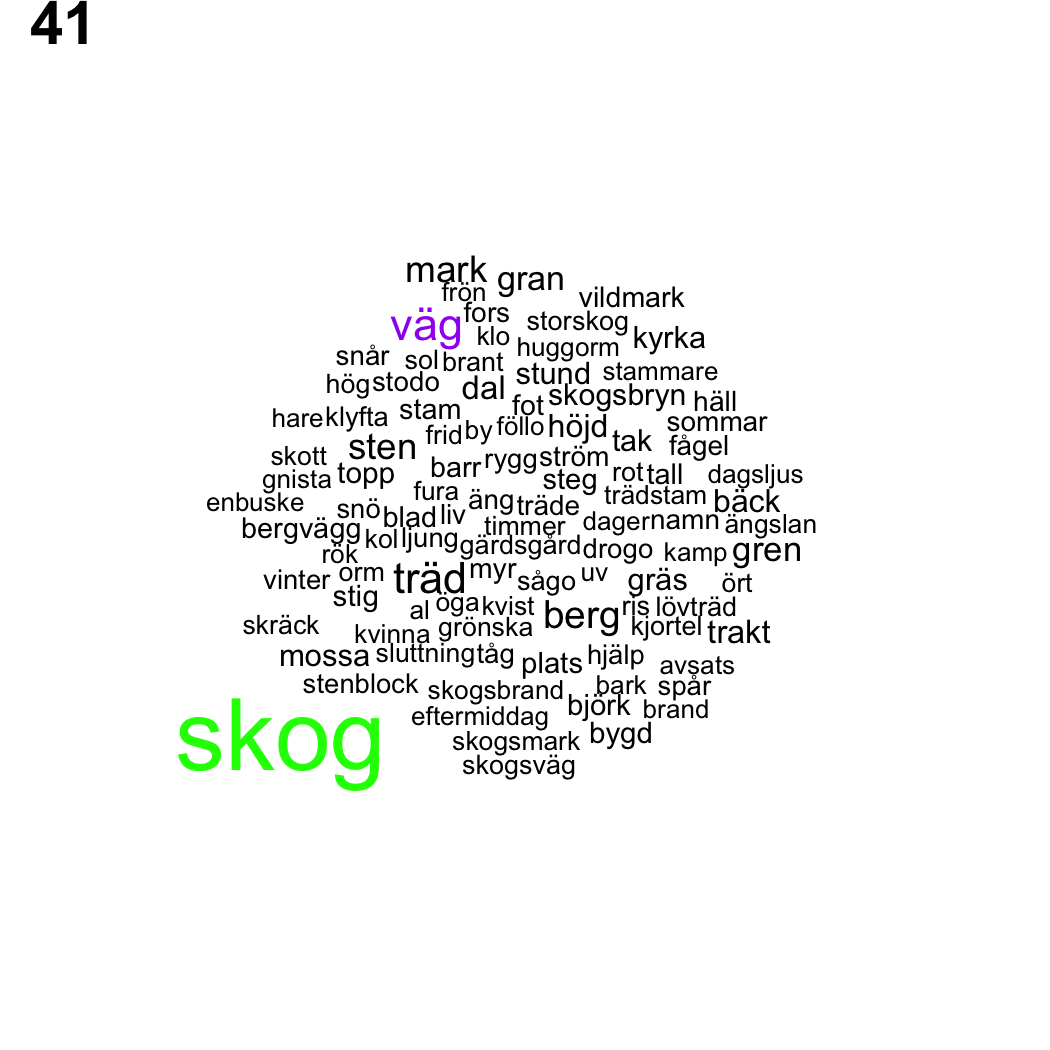 41
mark gran
frön vildmark
väg fors storskog
klo huggorm kyrka
snår sol brant stund stammare
hög stodo dal skogsbryn häll
hare klyfta stam fot sommar
sten frid by föllo höjd tak fågel
skott topp barr rygg ström rot tall dagsljus
gnista fura äng steg trädstam bäck
enbuske snö blad liv träde
bergvägg timmer dager namn ängslan
rök kol ljung gärdsgård drogo kamp gren
vinter orm träd myr sågo uv gräs ört
stig al öga kvist berg ris lövträd
skräck kvinna grönska kjortel trakt
mossa sluttning tåg plats hjälp avsats
stenblock skogsbrand bark spår
skog eftermiddag björk brand
skogsmark bygd
skogsväg